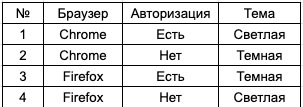 № Браузер Авторизация Тема
1 Chrome Есть Светлая
2 Chrome Нет Темная
3 Firefox Есть Темная
4 Firefox Нет Светлая